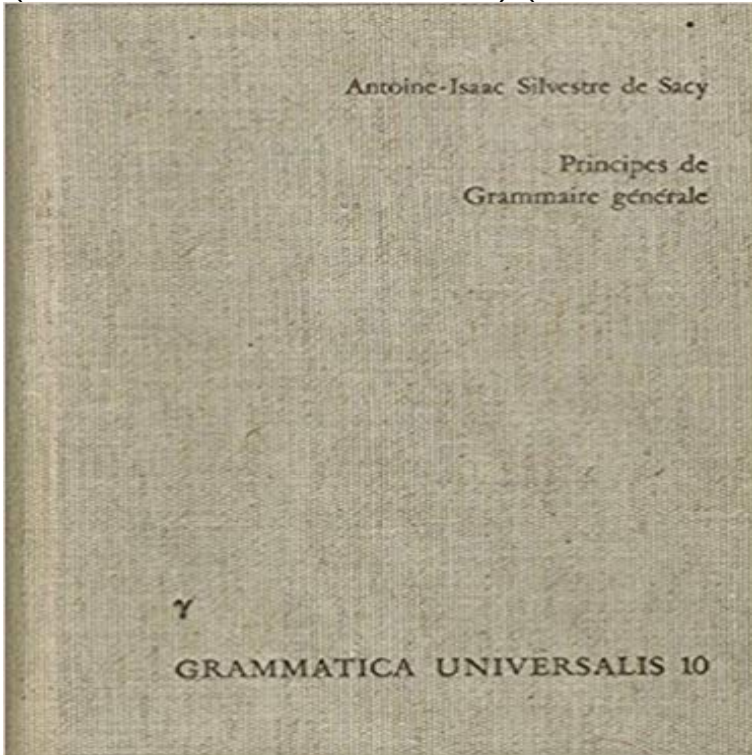 Antoine-Isaac Silvestre de Sacy
Principes de
Grammaire générale
γ
GRAMMATICA UNIVERSALIS 10